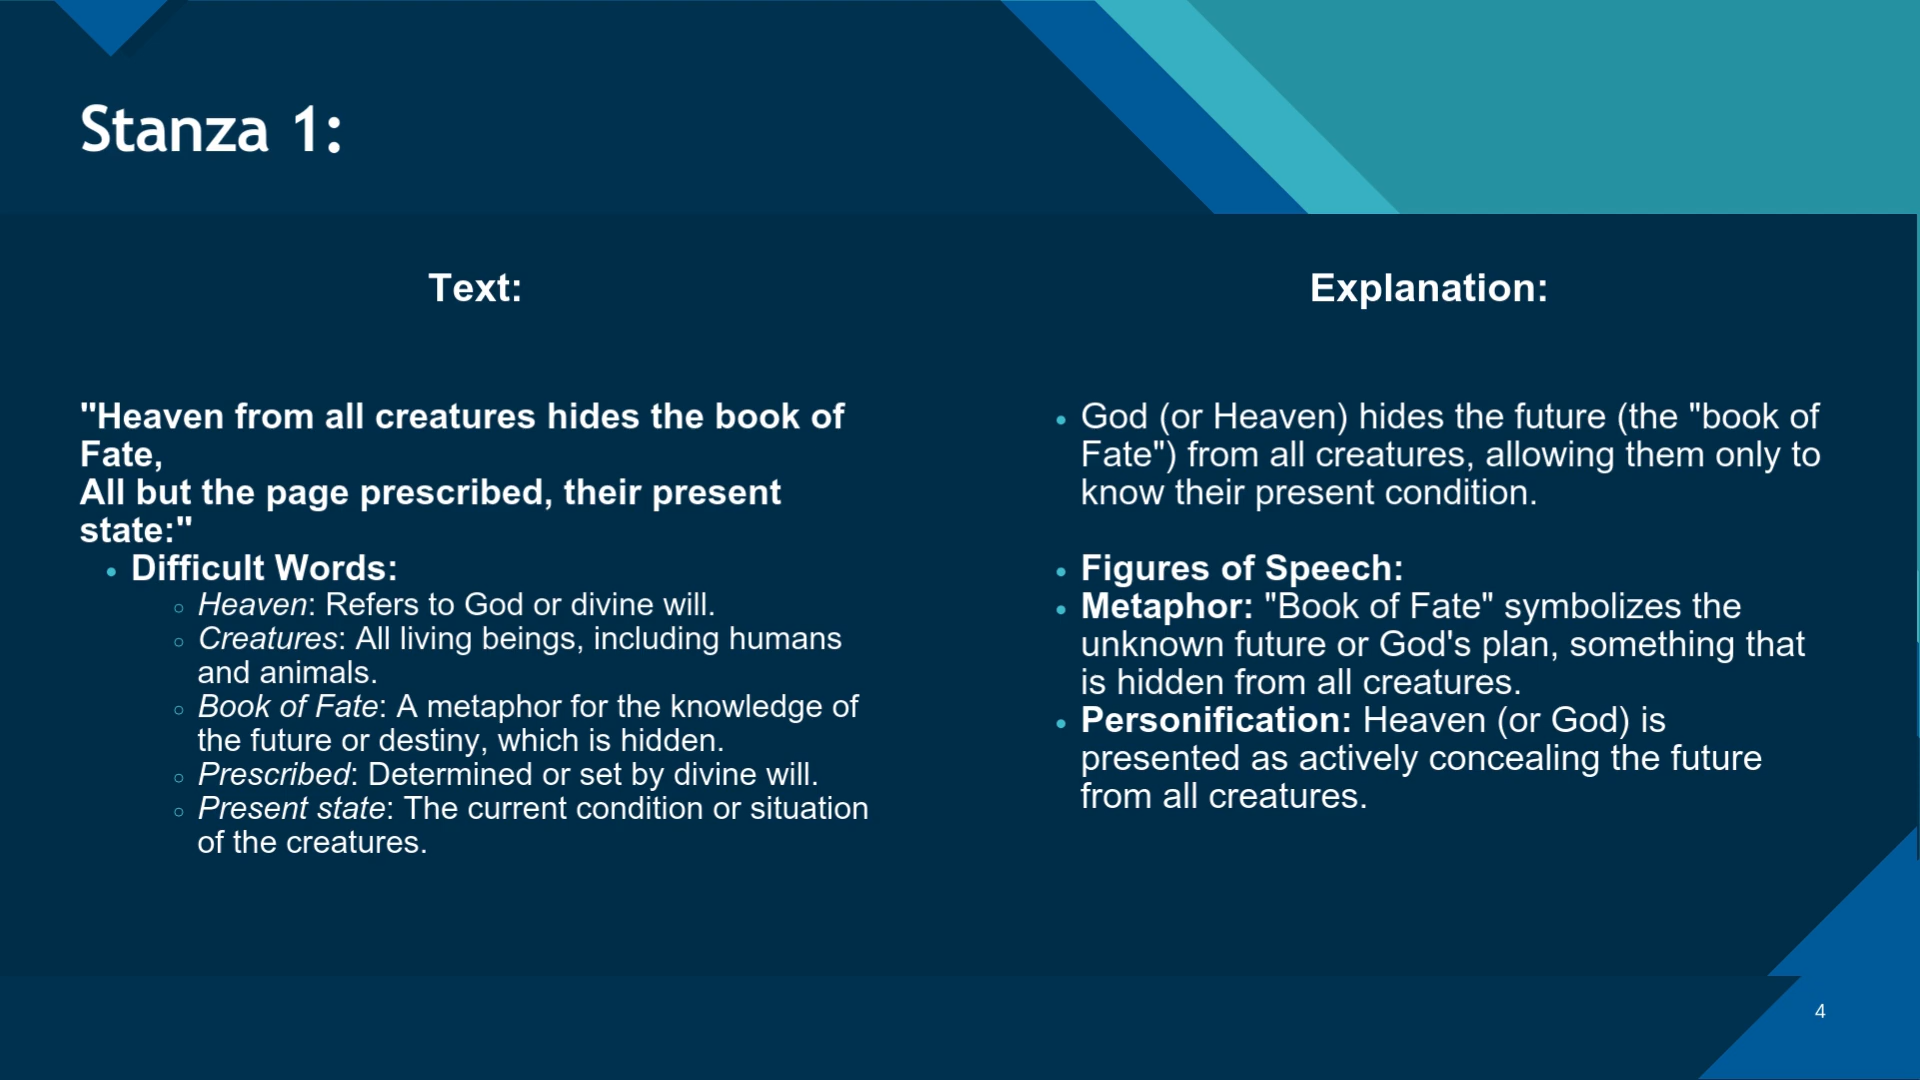 Stanza 1:
Text:
"Heaven from all creatures hides the book of
Fate,
All but the page prescribed, their present
state:"
• Difficult Words:
○ Heaven: Refers to God or divine will.
○ Creatures: All living beings, including humans
and animals.
○ Book of Fate: A metaphor for the knowledge of
the future or destiny, which is hidden.
○ Prescribed: Determined or set by divine will.
○ Present state: The current condition or situation
of the creatures.
Explanation:
• God (or Heaven) hides the future (the "book of
Fate") from all creatures, allowing them only to
know their present condition.
• Figures of Speech:
• Metaphor: "Book of Fate" symbolizes the
unknown future or God's plan, something that
is hidden from all creatures.
• Personification: Heaven (or God) is
presented as actively concealing the future
from all creatures.
4